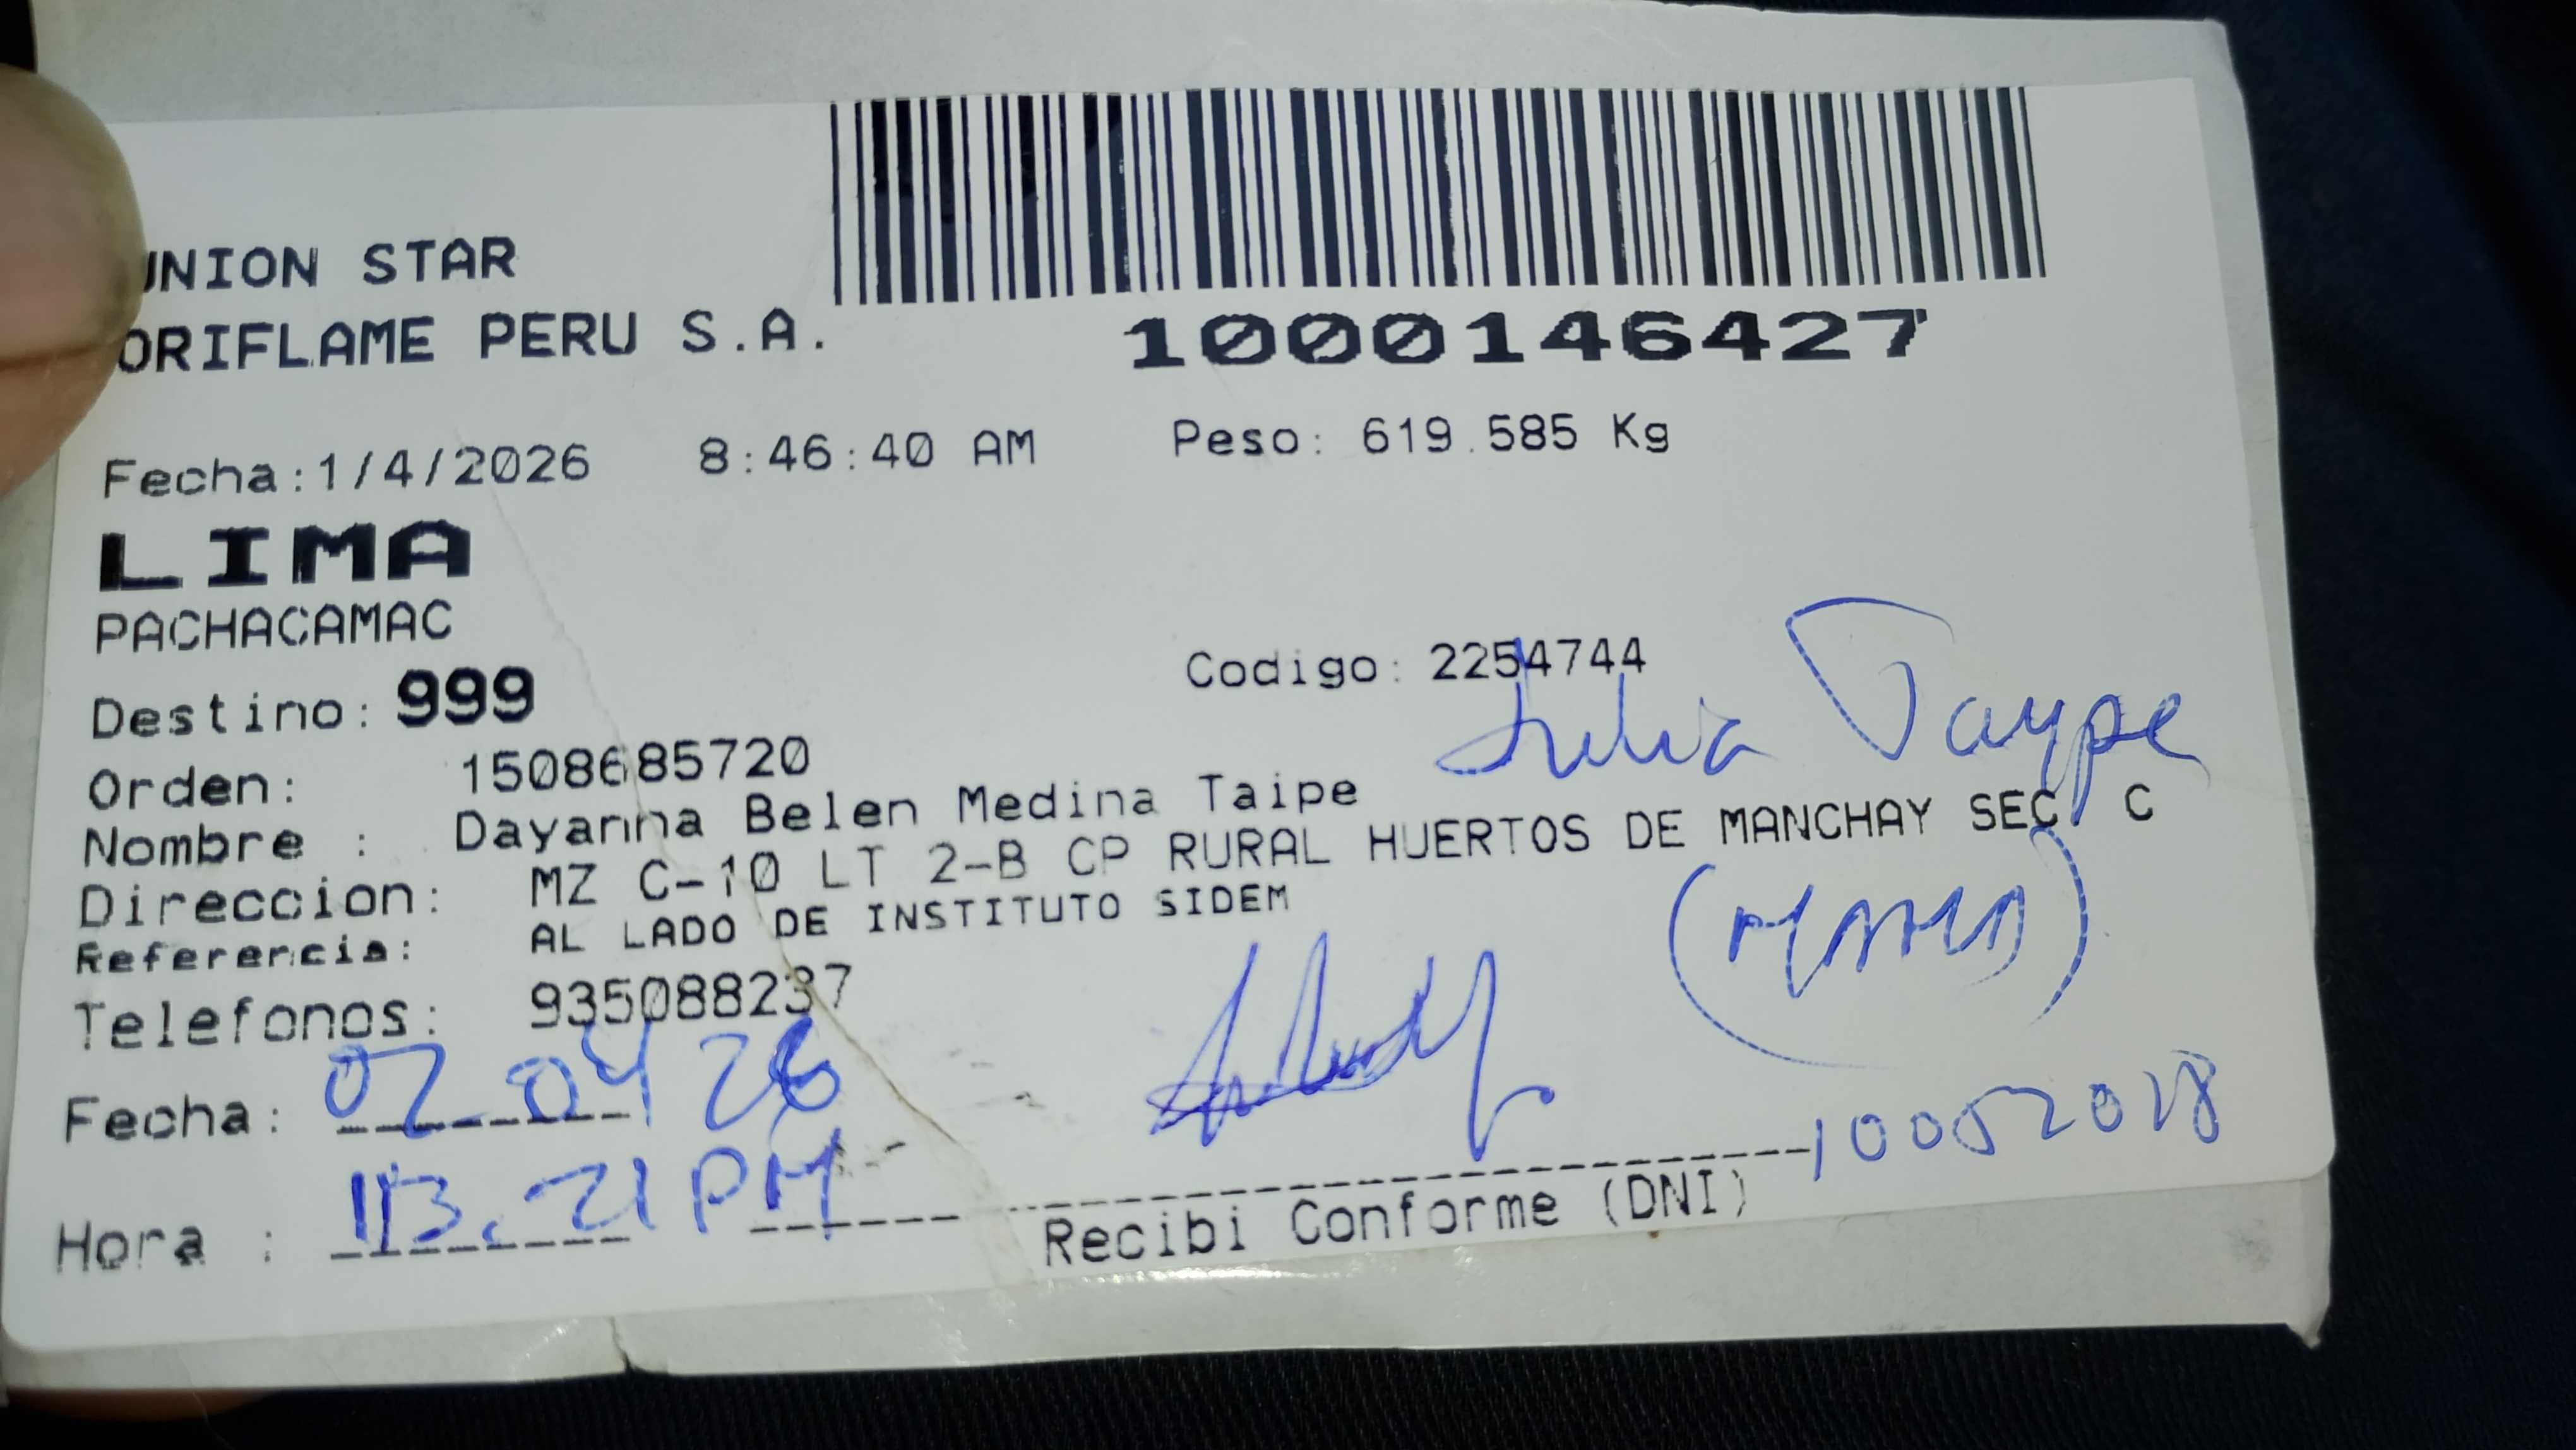 UNION STAR
ORIFLAME PERU S.A.
1000146427
Fecha:1/4/2026 8:46:40 AM Peso: 619.585 Kg
LIMA
PACHACAMAC
Codigo: 2254744
Destino: 999
Julia Taype
Orden: 1508685720
Nombre : Dayanna Belen Medina Taipe
Direccion: MZ C-10 LT 2-B CP RURAL HUERTOS DE MANCHAY SEC. C
Referencia: AL LADO DE INSTITUTO SIDEM
(MAMA)
Telefonos: 935088237
Fecha: 02 04 26
10052018
Hora : 21 PM
Recibi Conforme (DNI)